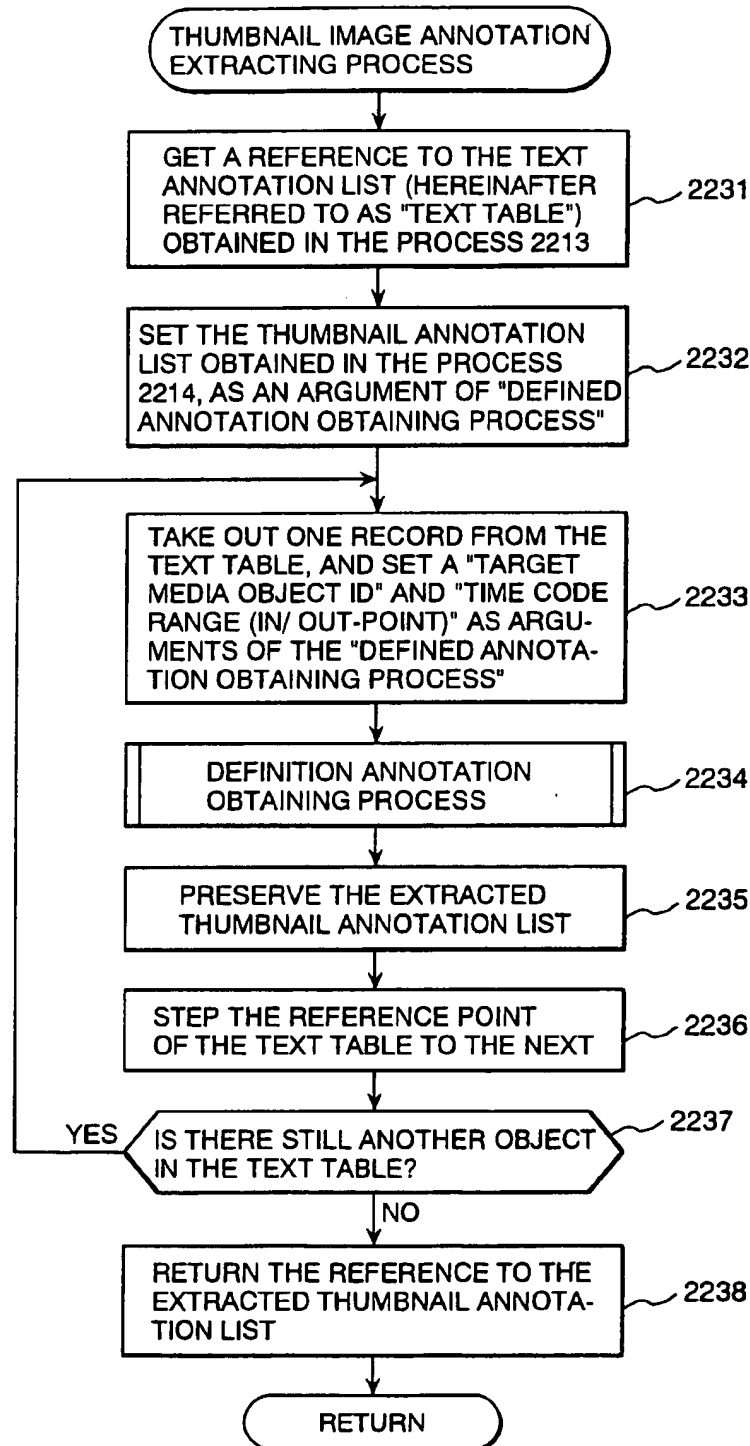 THUMBNAIL IMAGE ANNOTATION
EXTRACTING PROCESS
GET A REFERENCE TO THE TEXT
ANNOTATION LIST (HEREINAFTER
REFERRED TO AS "TEXT TABLE")
OBTAINED IN THE PROCESS 2213
2231
SET THE THUMBNAIL ANNOTATION
LIST OBTAINED IN THE PROCESS
2214, AS AN ARGUMENT OF "DEFINED
ANNOTATION OBTAINING PROCESS"
2232
TAKE OUT ONE RECORD FROM THE
TEXT TABLE, AND SET A "TARGET
MEDIA OBJECT ID" AND "TIME CODE
RANGE (IN/ OUT-POINT)" AS ARGU-
MENTS OF THE "DEFINED ANNOTA-
TION OBTAINING PROCESS"
2233
DEFINITION ANNOTATION
OBTAINING PROCESS
2234
PRESERVE THE EXTRACTED
THUMBNAIL ANNOTATION LIST
2235
STEP THE REFERENCE POINT
OF THE TEXT TABLE TO THE NEXT
2236
YES
IS THERE STILL ANOTHER OBJECT
IN THE TEXT TABLE?
2237
NO
RETURN THE REFERENCE TO THE
EXTRACTED THUMBNAIL ANNOTA-
TION LIST
2238
RETURN